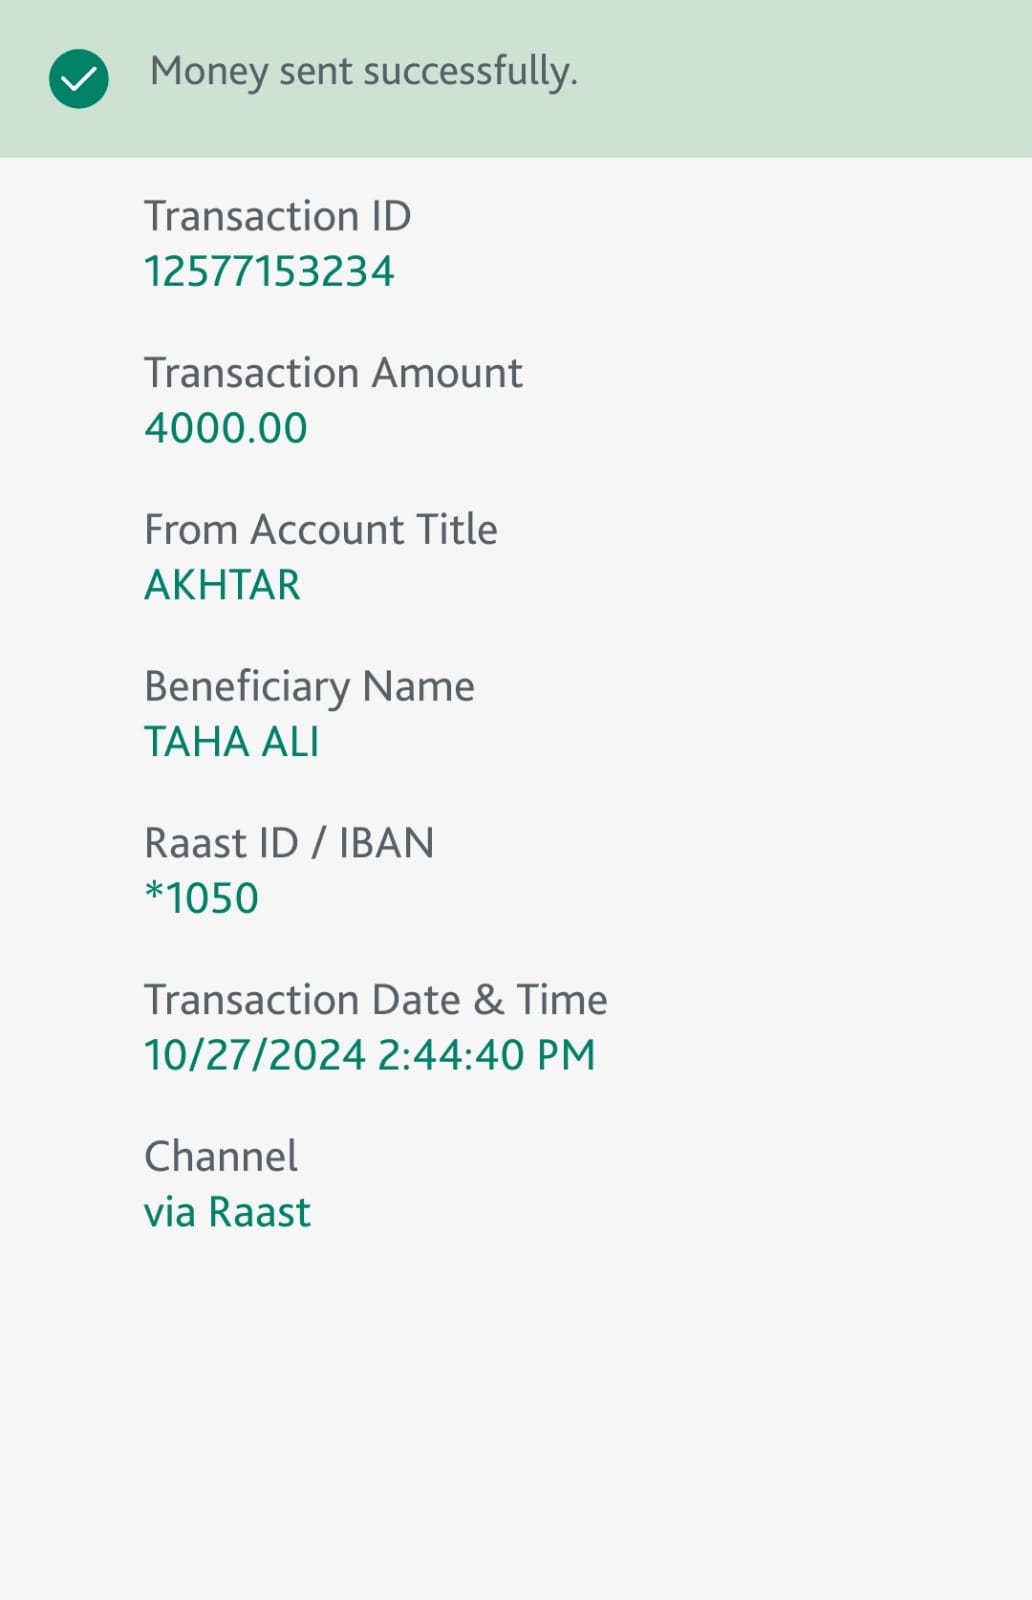 Money sent successfully.
Transaction ID
12577153234
Transaction Amount
4000.00
From Account Title
AKHTAR
Beneficiary Name
TAHA ALI
Raast ID / IBAN
*1050
Transaction Date & Time
10/27/2024 2:44:40 PM
Channel
via Raast